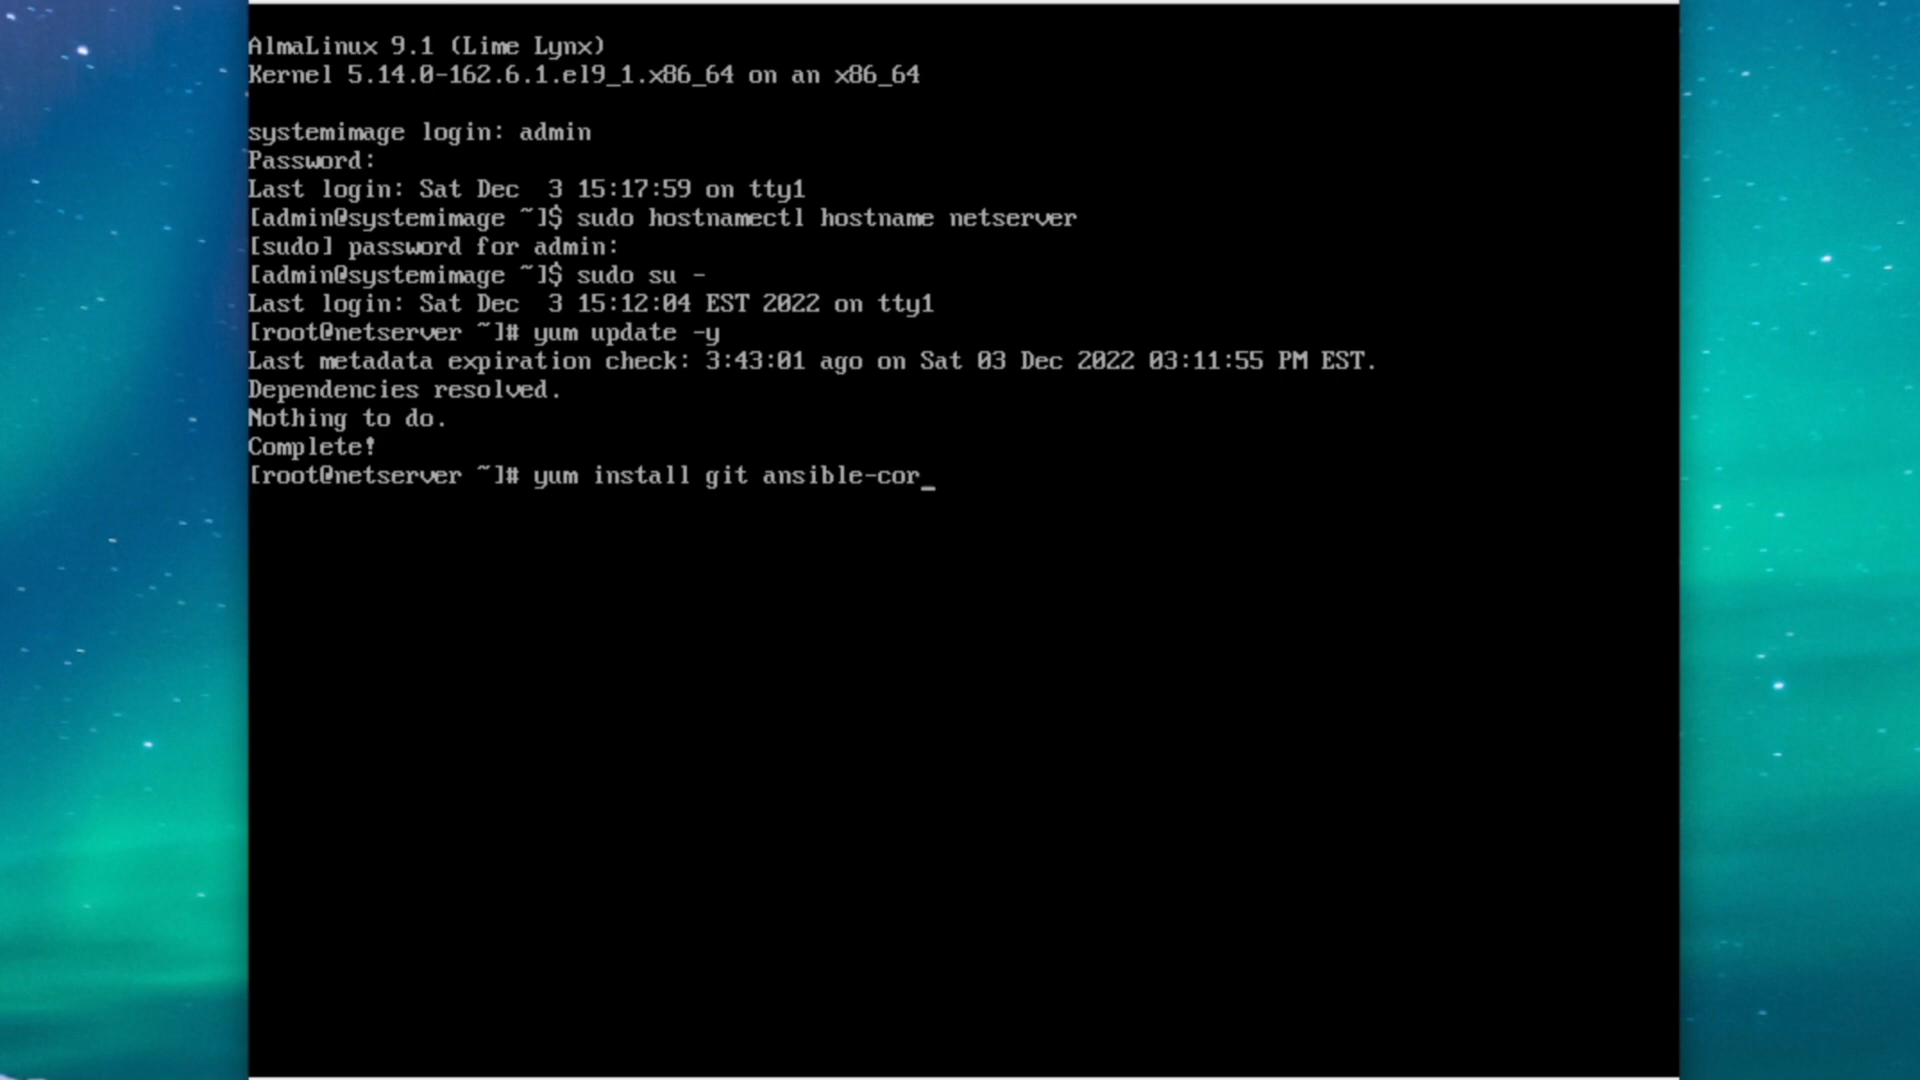 AlmaLinux 9.1 (Lime Lynx)
Kernel 5.14.0-162.6.1.el9_1.x86_64 on an x86_64
systemimage login: admin
Password:
Last login: Sat Dec  3 15:17:59 on tty1
[admin@systemimage ~]$ sudo hostnamectl hostname netserver
[sudo] password for admin:
[admin@systemimage ~]$ sudo su -
Last login: Sat Dec  3 15:12:04 EST 2022 on tty1
[root@netserver ~]# yum update -y
Last metadata expiration check: 3:43:01 ago on Sat 03 Dec 2022 03:11:55 PM EST.
Dependencies resolved.
Nothing to do.
Complete!
[root@netserver ~]# yum install git ansible-cor_